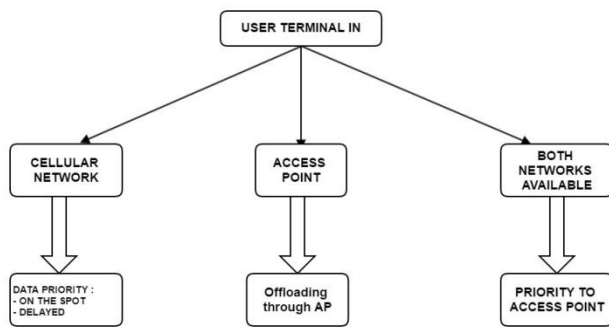 USER TERMINAL IN
CELLULAR
NETWORK
ACCESS
POINT
BOTH
NETWORKS
AVAILABLE
DATA PRIORITY :
- ON THE SPOT
- DELAYED
Offloading
through AP
PRIORITY TO
ACCESS POINT